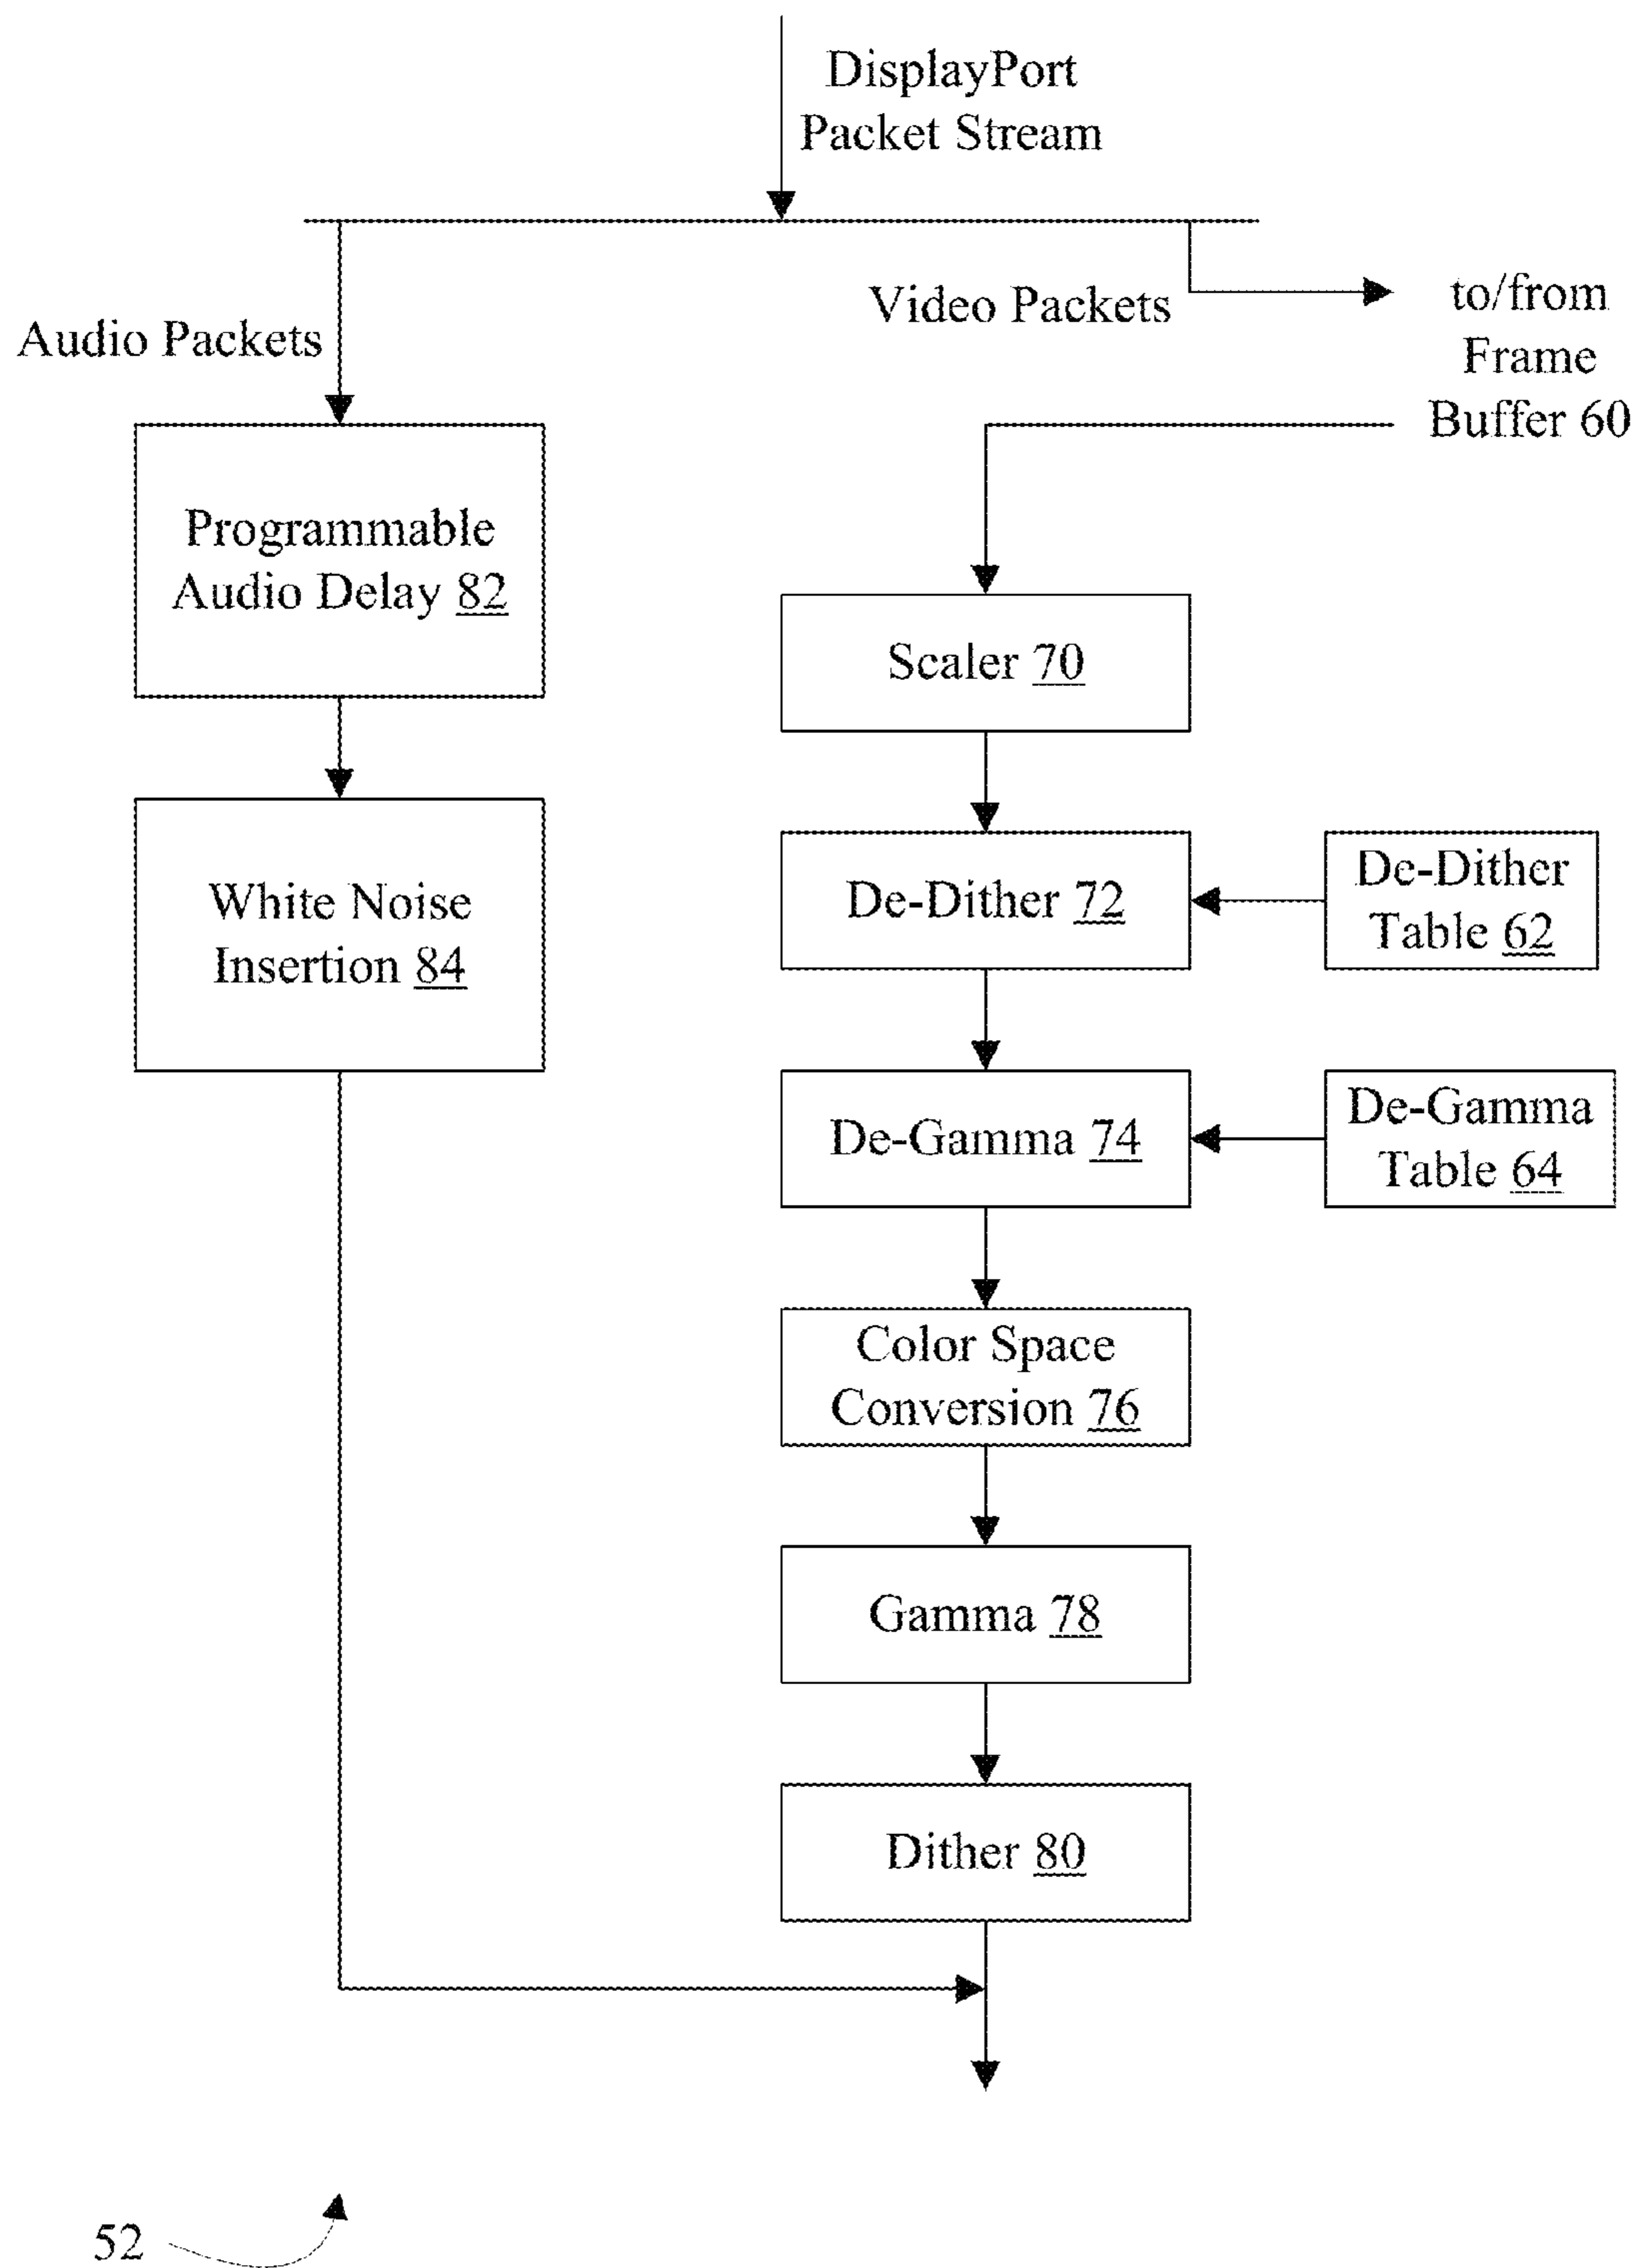 DisplayPort
Packet Stream
Audio Packets
Video Packets
to/from
Frame
Buffer 60
Programmable
Audio Delay 82
Scaler 70
White Noise
Insertion 84
De-Dither 72
De-Dither
Table 62
De-Gamma 74
De-Gamma
Table 64
Color Space
Conversion 76
Gamma 78
Dither 80
52